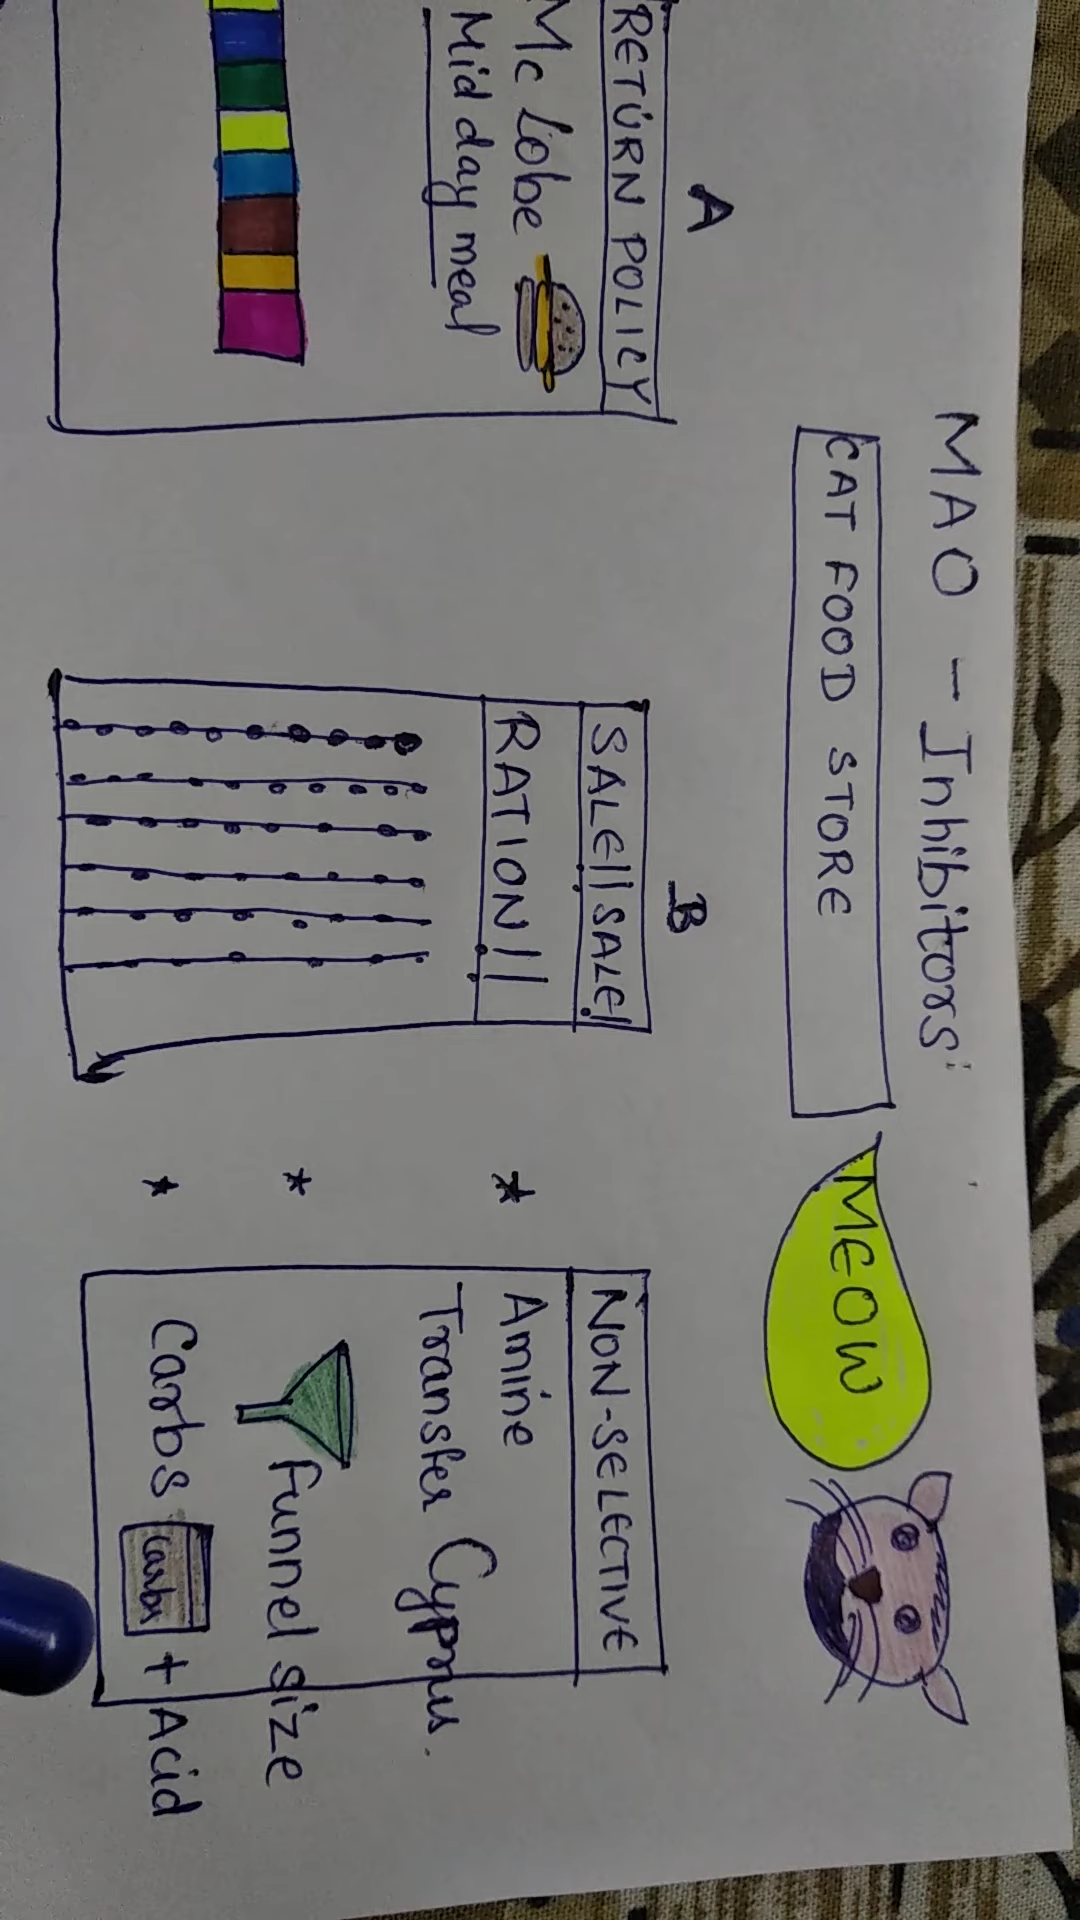 MAO - Inhibitors
CAT FOOD STORE
MEOW
A
RETURN POLICY
Mc Lobe
Mid day meal
B
SALE!! SALE!
RATION!!
NON-SELECTIVE
* Amine
Transfer Cyprus.
* Funnel size
* Carbs Carbs + Acid